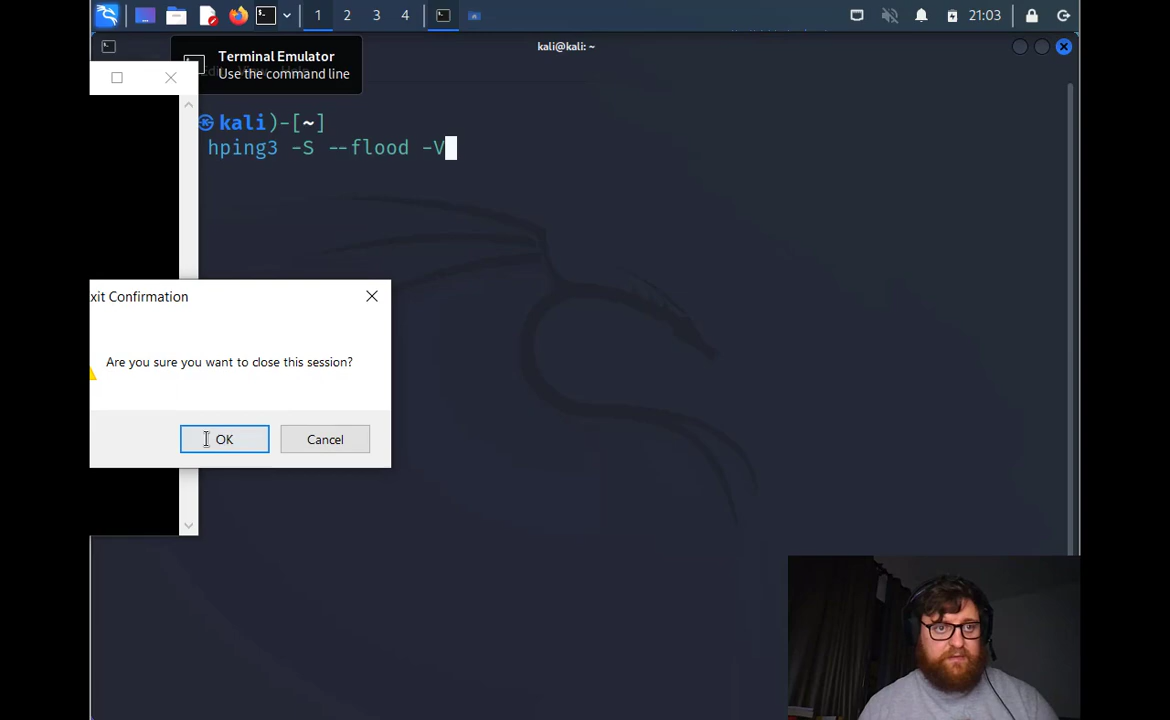 1 2 3 4 21:03
kali@kali: ~
Terminal Emulator
Use the command line
kali)-[~]
hping3 -S --flood -V
xit Confirmation
Are you sure you want to close this session?
OK Cancel